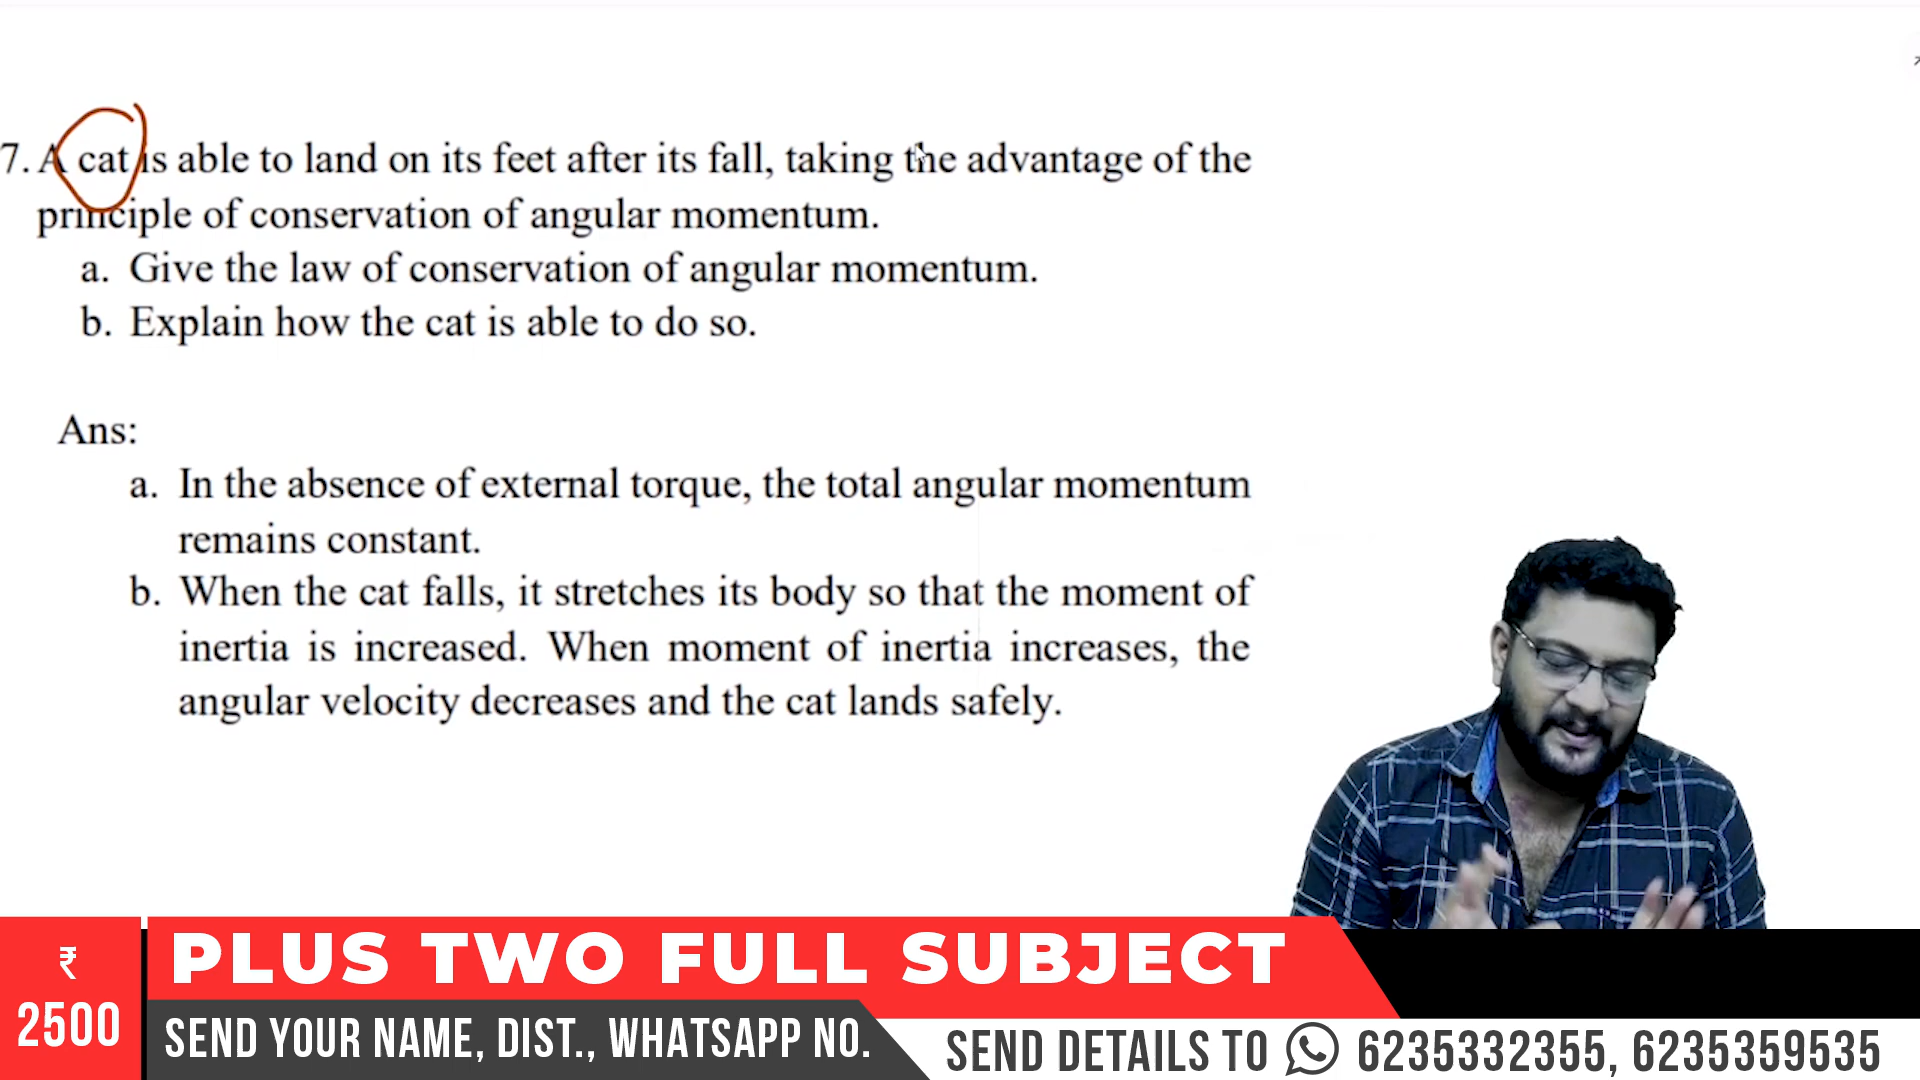 7. A cat is able to land on its feet after its fall, taking the advantage of the
principle of conservation of angular momentum.
a. Give the law of conservation of angular momentum.
b. Explain how the cat is able to do so.
Ans:
a. In the absence of external torque, the total angular momentum
remains constant.
b. When the cat falls, it stretches its body so that the moment of
inertia is increased. When moment of inertia increases, the
angular velocity decreases and the cat lands safely.
₹
2500
PLUS TWO FULL SUBJECT
SEND YOUR NAME, DIST., WHATSAPP NO.
SEND DETAILS TO 6235332355, 6235359535